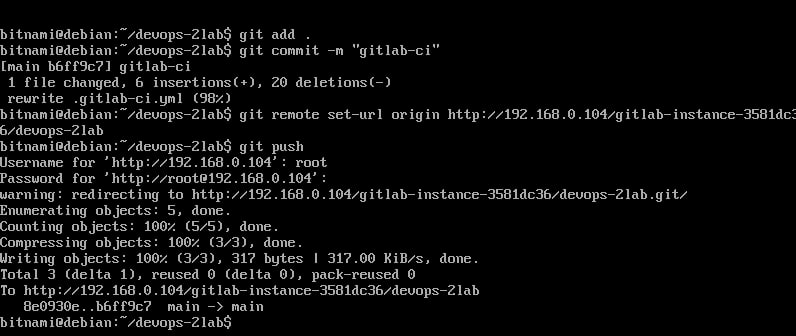 bitnami@debian:~/devops-2lab$ git add .
bitnami@debian:~/devops-2lab$ git commit -m "gitlab-ci"
[main b6ff9c7] gitlab-ci
 1 file changed, 6 insertions(+), 20 deletions(-)
 rewrite .gitlab-ci.yml (98%)
bitnami@debian:~/devops-2lab$ git remote set-url origin http://192.168.0.104/gitlab-instance-3581dc3
6/devops-2lab
bitnami@debian:~/devops-2lab$ git push
Username for 'http://192.168.0.104': root
Password for 'http://root@192.168.0.104':
warning: redirecting to http://192.168.0.104/gitlab-instance-3581dc36/devops-2lab.git/
Enumerating objects: 5, done.
Counting objects: 100% (5/5), done.
Compressing objects: 100% (3/3), done.
Writing objects: 100% (3/3), 317 bytes | 317.00 KiB/s, done.
Total 3 (delta 1), reused 0 (delta 0), pack-reused 0
To http://192.168.0.104/gitlab-instance-3581dc36/devops-2lab
   8e0930e..b6ff9c7  main -> main
bitnami@debian:~/devops-2lab$